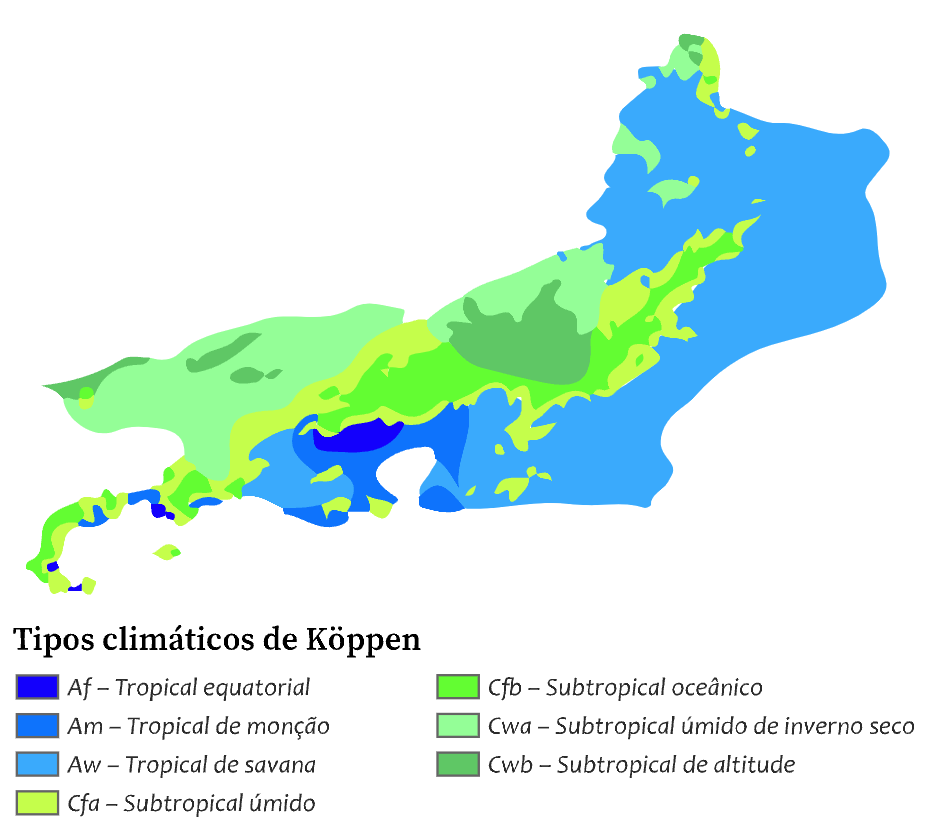 Tipos climáticos de Köppen
Af – Tropical equatorial
Am – Tropical de monção
Aw – Tropical de savana
Cfa – Subtropical úmido
Cfb – Subtropical oceânico
Cwa – Subtropical úmido de inverno seco
Cwb – Subtropical de altitude